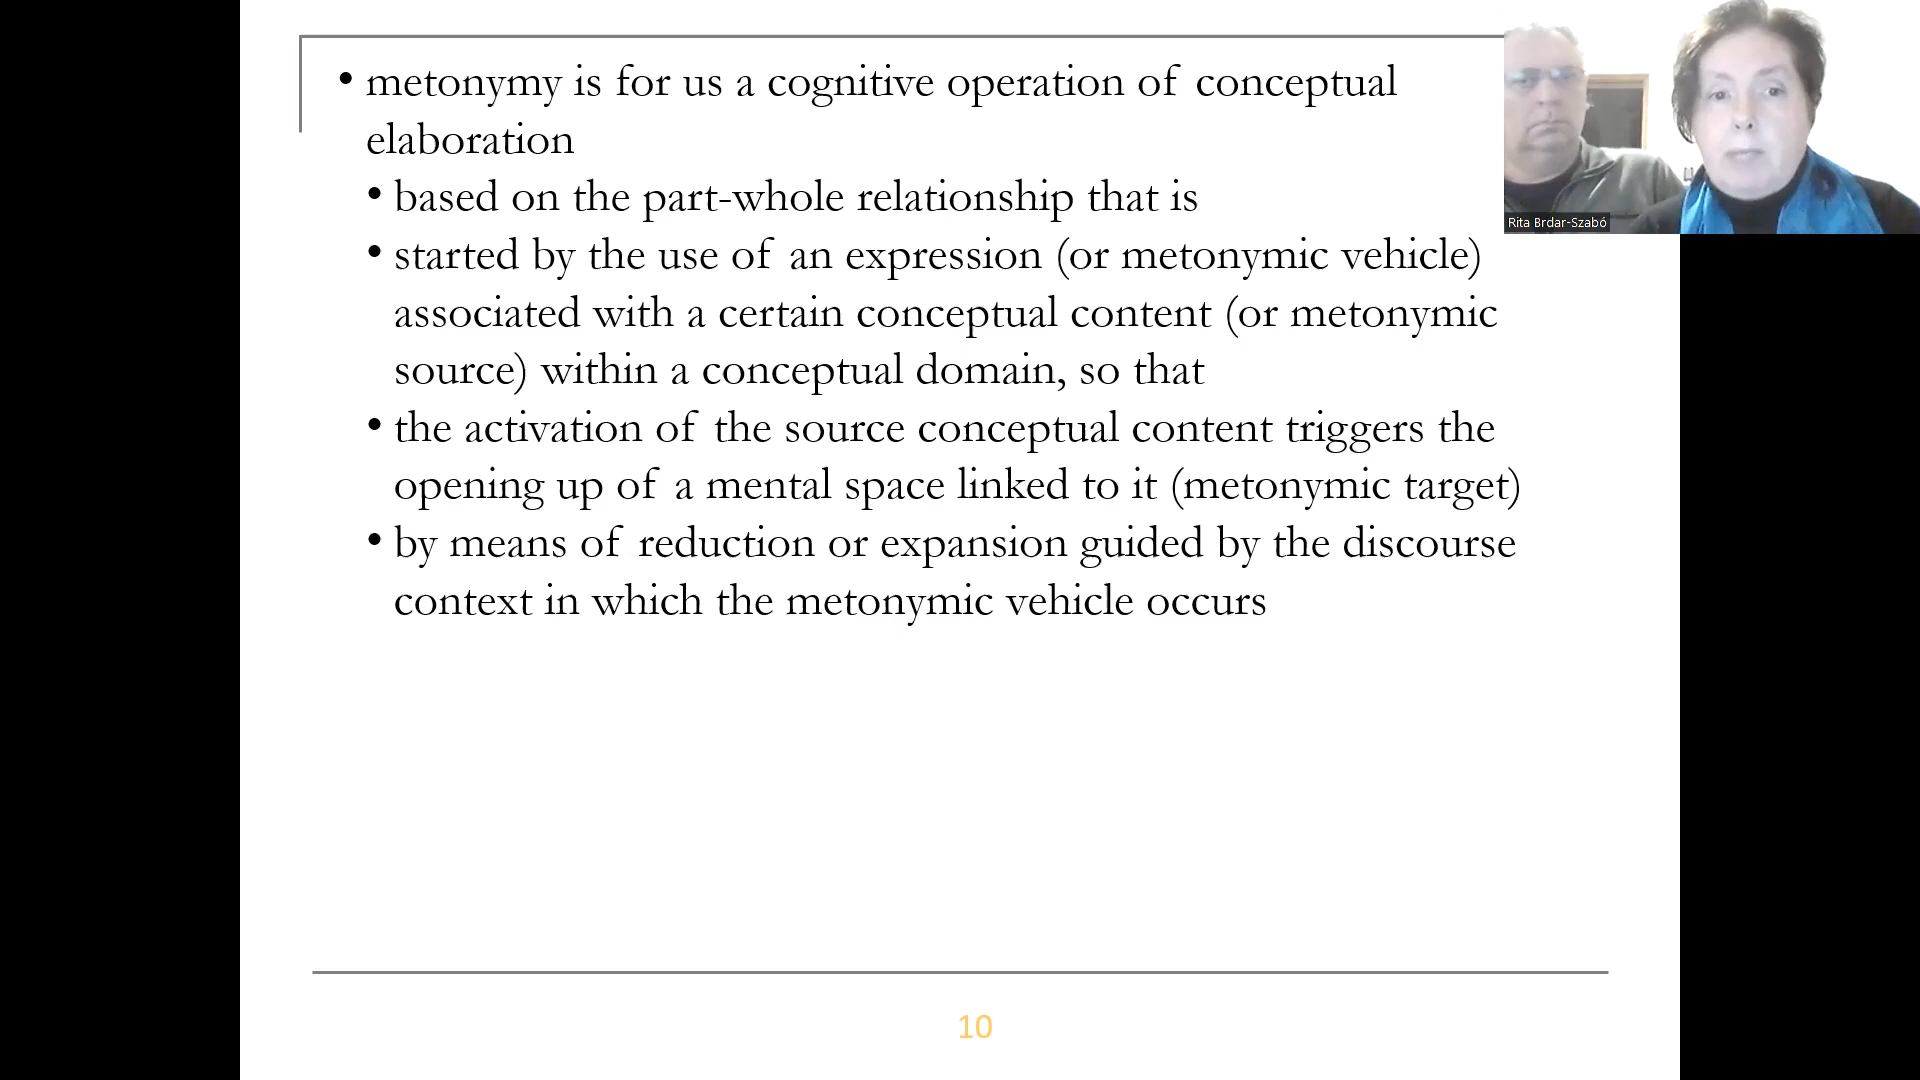 • metonymy is for us a cognitive operation of conceptual
elaboration
• based on the part-whole relationship that is
• started by the use of an expression (or metonymic vehicle)
associated with a certain conceptual content (or metonymic
source) within a conceptual domain, so that
• the activation of the source conceptual content triggers the
opening up of a mental space linked to it (metonymic target)
• by means of reduction or expansion guided by the discourse
context in which the metonymic vehicle occurs
Rita Brdar-Szabó
10